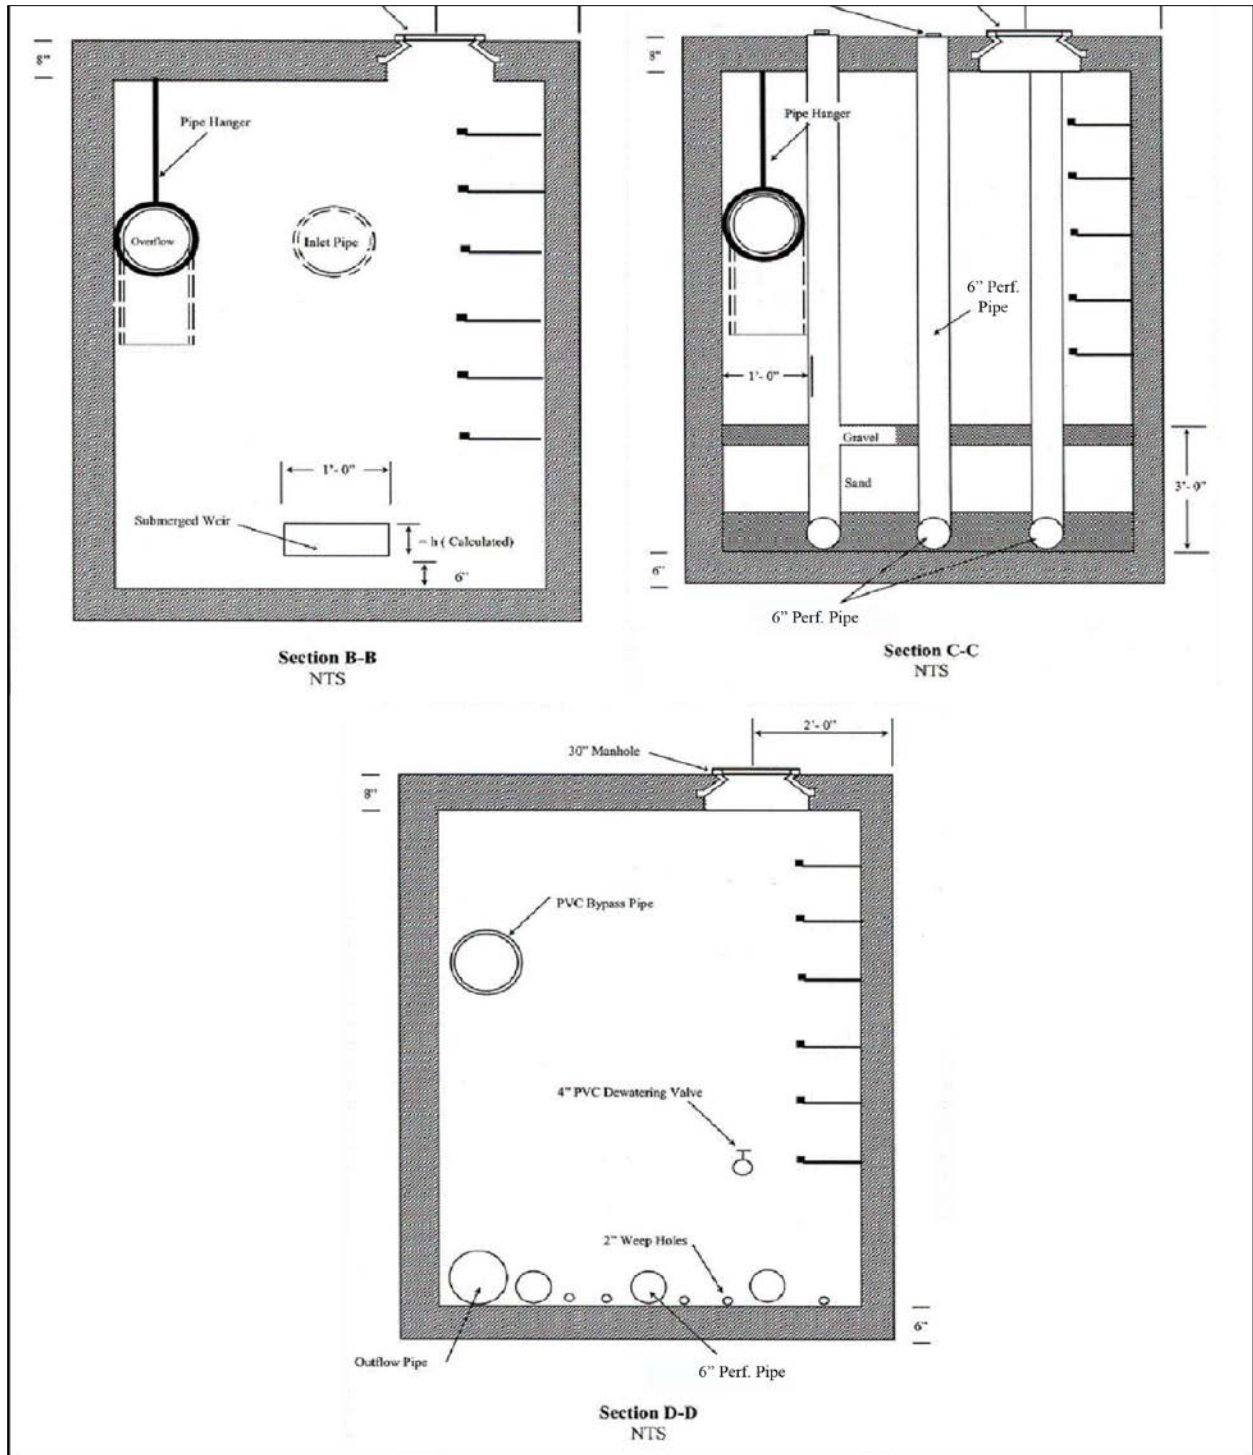 8"
Pipe Hanger
Overflow
Inlet Pipe
1'- 0"
Submerged Weir
= h ( Calculated)
6"
Section B-B
NTS
8"
Pipe Hanger
6" Perf.
Pipe
1'- 0"
Gravel
Sand
3'- 0"
6"
6" Perf. Pipe
Section C-C
NTS
2'- 0"
30" Manhole
8"
PVC Bypass Pipe
4" PVC Dewatering Valve
2" Weep Holes
6"
Outflow Pipe
6" Perf. Pipe
Section D-D
NTS